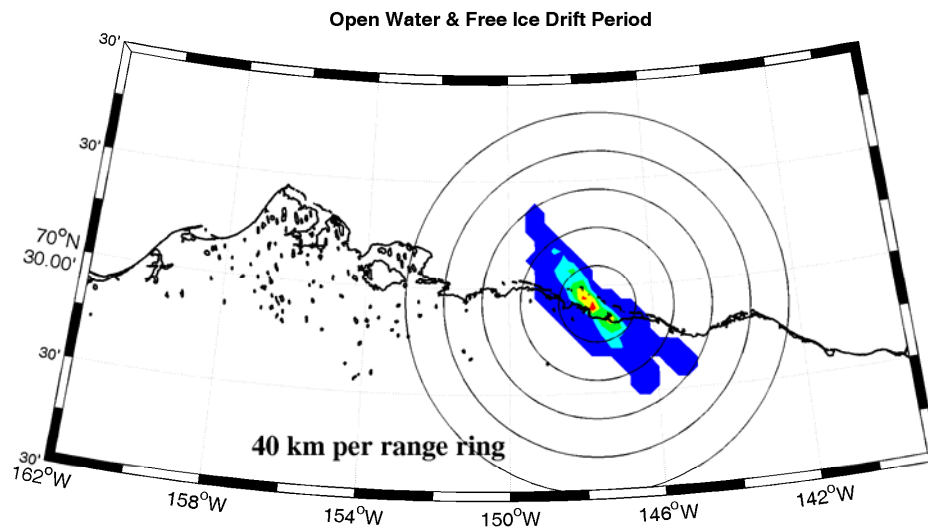 Open Water & Free Ice Drift Period
30'
30'
70°N
30.00'
30'
30'
162°W
158°W
154°W
150°W
146°W
142°W
40 km per range ring